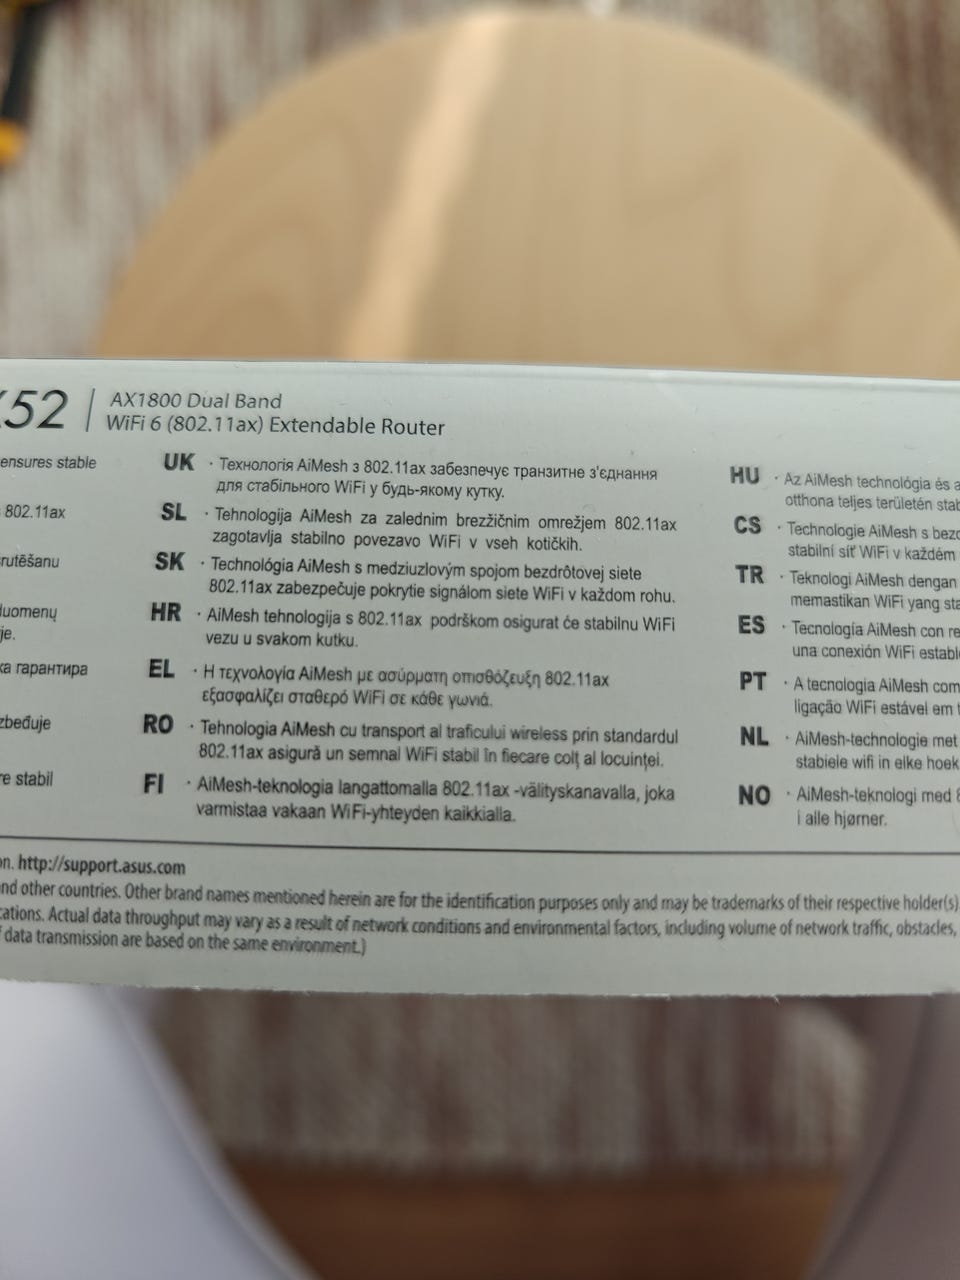 52
AX1800 Dual Band
WiFi 6 (802.11ax) Extendable Router
ensures stable
802.11ax
duomenų
je.
ка гарантира
zbeđuje
re stabil
UK · Технологія AiMesh з 802.11ax забезпечує транзитне з'єднання
для стабільного WiFi у будь-якому кутку.
SL · Tehnologija AiMesh za zalednim brezžičnim omrežjem 802.11ax
zagotavlja stabilno povezavo WiFi v vseh kotičkih.
SK · Technológia AiMesh s medziuzlovým spojom bezdrôtovej siete
802.11ax zabezpečuje pokrytie signálom siete WiFi v každom rohu.
HR · AiMesh tehnologija s 802.11ax podrškom osigurat će stabilnu WiFi
vezu u svakom kutku.
EL · Η τεχνολογία AiMesh με ασύρματη οπισθόζευξη 802.11ax
εξασφαλίζει σταθερό WiFi σε κάθε γωνιά.
RO · Tehnologia AiMesh cu transport al traficului wireless prin standardul
802.11ax asigură un semnal WiFi stabil în fiecare colț al locuinței.
FI · AiMesh-teknologia langattomalla 802.11ax -välityskanavalla, joka
varmistaa vakaan WiFi-yhteyden kaikkialla.
HU · Az AiMesh technológia és a
otthona teljes területén stab
CS · Technologie AiMesh s bezd
stabilní síť WiFi v každém
TR · Teknologi AiMesh dengan
memastikan WiFi yang sta
ES · Tecnología AiMesh con re
una conexión WiFi estable
PT · A tecnologia AiMesh com
ligação WiFi estável em t
NL · AiMesh-technologie met
stabiele wifi in elke hoek
NO · AiMesh-teknologi med 8
i alle hjørner.
on. http://support.asus.com
nd other countries. Other brand names mentioned herein are for the identification purposes only and may be trademarks of their respective holder(s)
cations. Actual data throughput may vary as a result of network conditions and environmental factors, including volume of network traffic, obstacles,
data transmission are based on the same environment.)